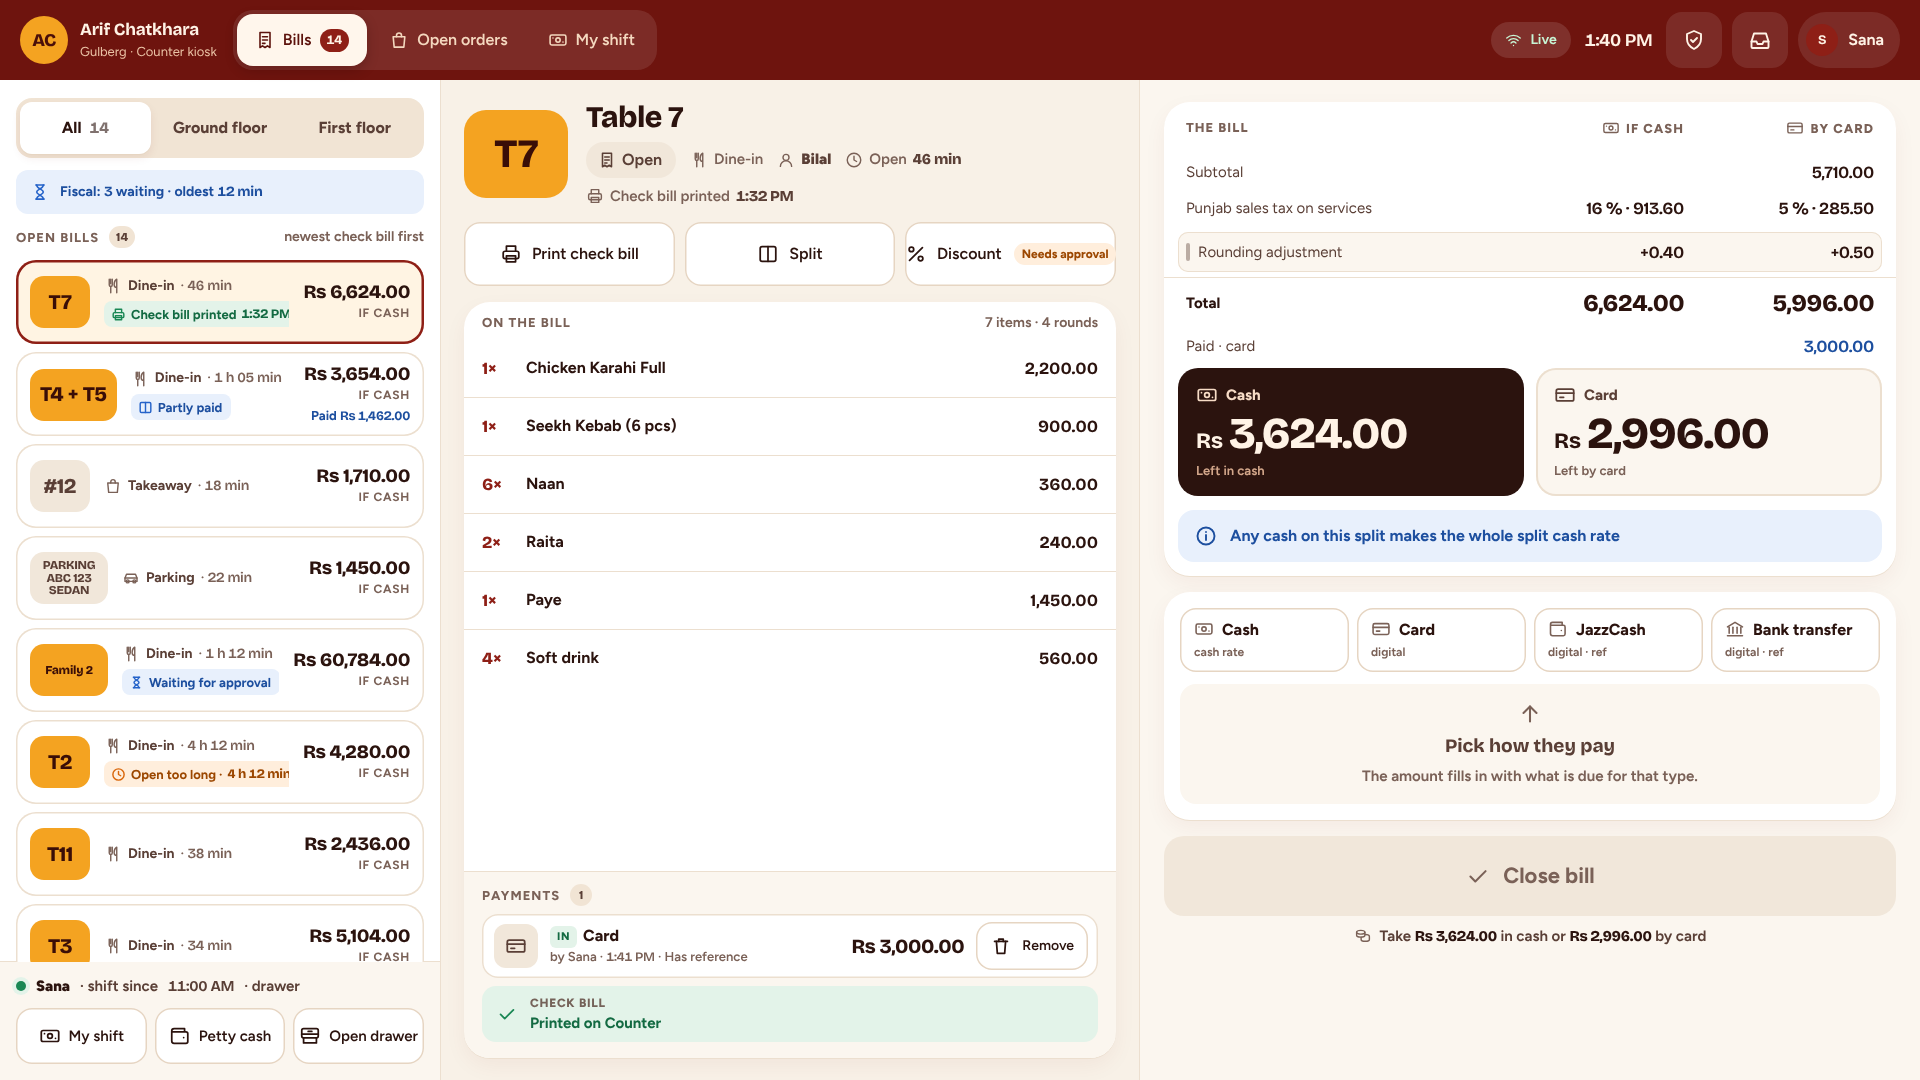 AC
Arif Chatkhara
Gulberg · Counter kiosk
Bills 14
Open orders
My shift
Live
1:40 PM
S
Sana
All 14
Ground floor
First floor
Fiscal: 3 waiting · oldest 12 min
OPEN BILLS 14
newest check bill first
T7
Dine-in · 46 min
Check bill printed 1:32 PM
Rs 6,624.00
IF CASH
T4 + T5
Dine-in · 1 h 05 min
Partly paid
Rs 3,654.00
IF CASH
Paid Rs 1,462.00
#12
Takeaway · 18 min
Rs 1,710.00
IF CASH
PARKING
ABC 123
SEDAN
Parking · 22 min
Rs 1,450.00
IF CASH
Family 2
Dine-in · 1 h 12 min
Waiting for approval
Rs 60,784.00
IF CASH
T2
Dine-in · 4 h 12 min
Open too long · 4 h 12 min
Rs 4,280.00
IF CASH
T11
Dine-in · 38 min
Rs 2,436.00
IF CASH
T3
Dine-in · 34 min
Rs 5,104.00
IF CASH
Sana · shift since 11:00 AM · drawer
My shift
Petty cash
Open drawer
T7
Table 7
Open
Dine-in
Bilal
Open 46 min
Check bill printed 1:32 PM
Print check bill
Split
Discount
Needs approval
ON THE BILL
7 items · 4 rounds
1× Chicken Karahi Full 2,200.00
1× Seekh Kebab (6 pcs) 900.00
6× Naan 360.00
2× Raita 240.00
1× Paye 1,450.00
4× Soft drink 560.00
PAYMENTS 1
IN Card
by Sana · 1:41 PM · Has reference
Rs 3,000.00
Remove
CHECK BILL
Printed on Counter
THE BILL
IF CASH
BY CARD
Subtotal 5,710.00
Punjab sales tax on services 16 % · 913.60 5 % · 285.50
Rounding adjustment +0.40 +0.50
Total 6,624.00 5,996.00
Paid · card 3,000.00
Cash
Rs 3,624.00
Left in cash
Card
Rs 2,996.00
Left by card
Any cash on this split makes the whole split cash rate
Cash
cash rate
Card
digital
JazzCash
digital · ref
Bank transfer
digital · ref
Pick how they pay
The amount fills in with what is due for that type.
Close bill
Take Rs 3,624.00 in cash or Rs 2,996.00 by card